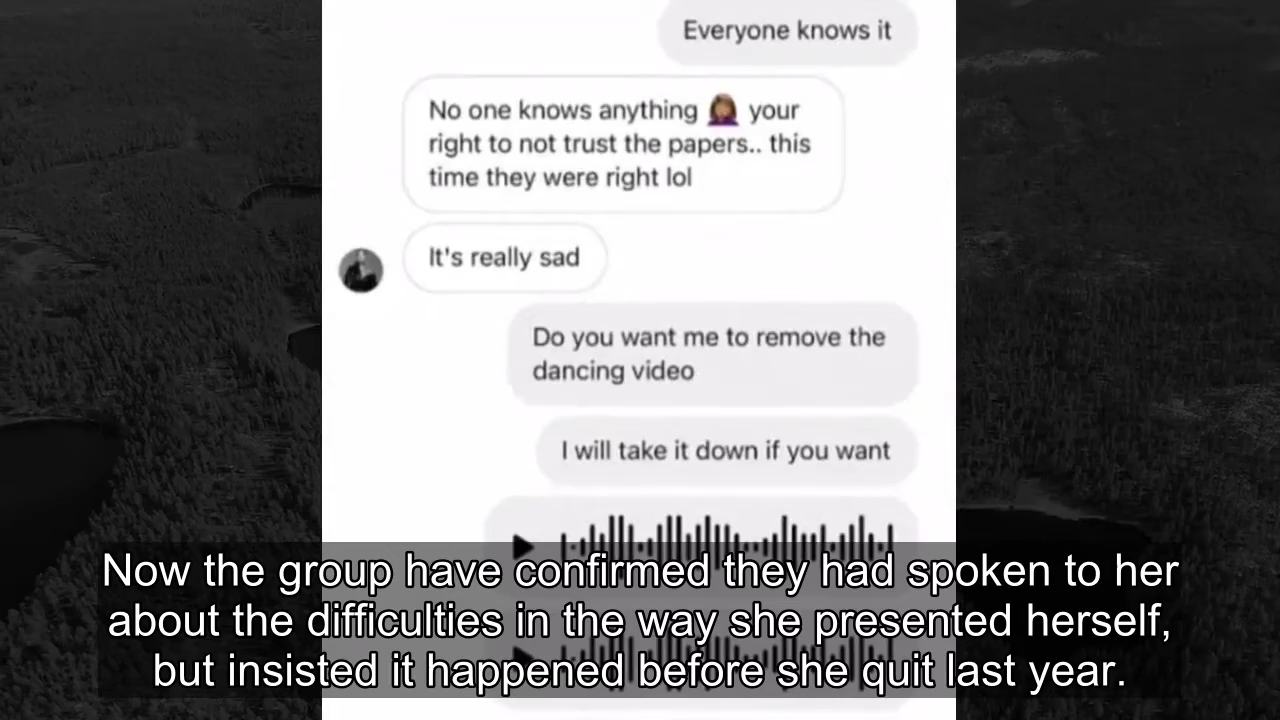 Everyone knows it
No one knows anything 🤦🏽‍♀️ your
right to not trust the papers.. this
time they were right lol
It's really sad
Do you want me to remove the
dancing video
I will take it down if you want
Now the group have confirmed they had spoken to her
about the difficulties in the way she presented herself,
but insisted it happened before she quit last year.